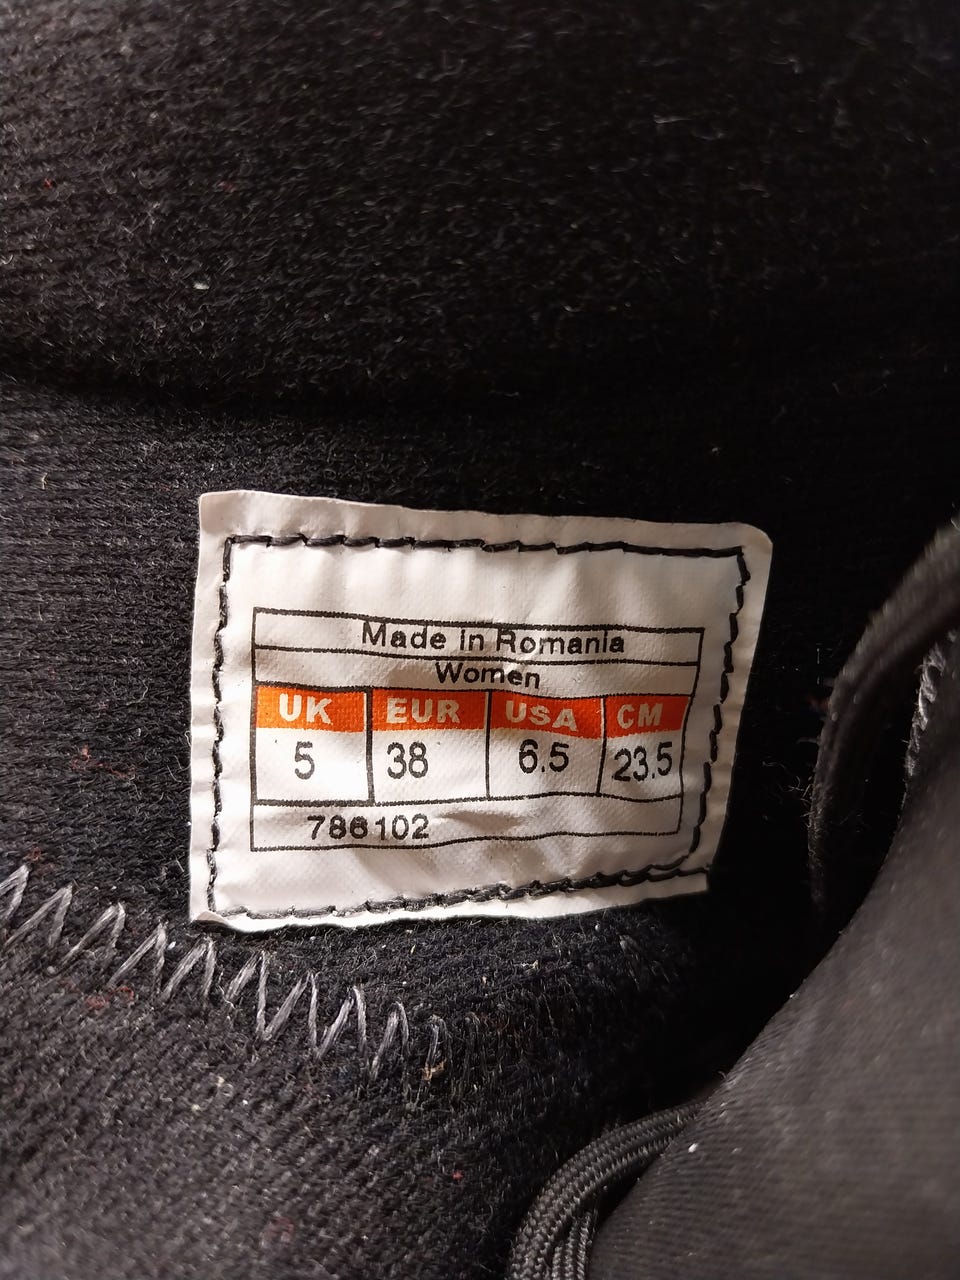 Made in Romania
Women
UK EUR USA CM
5 38 6.5 23.5
786102